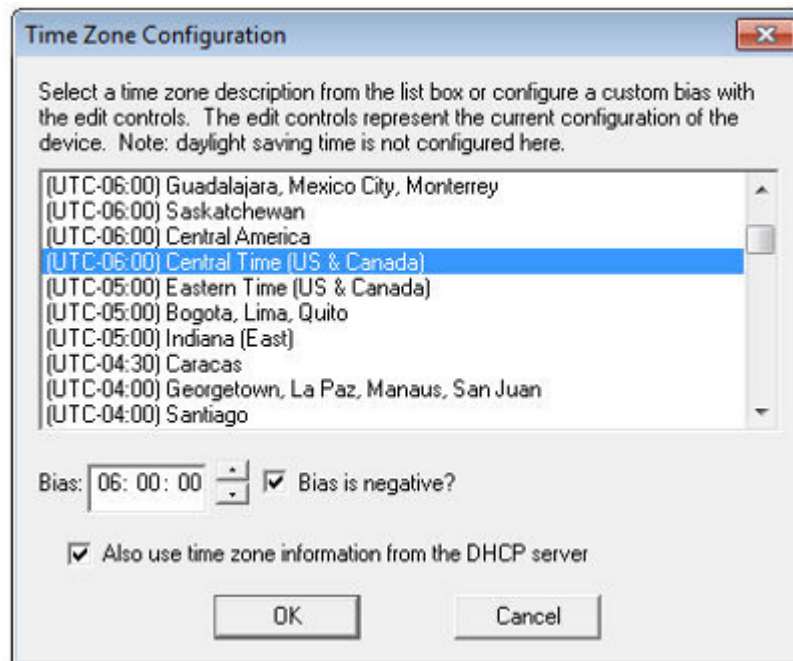 Time Zone Configuration
Select a time zone description from the list box or configure a custom bias with
the edit controls. The edit controls represent the current configuration of the
device. Note: daylight saving time is not configured here.
(UTC-06:00) Guadalajara, Mexico City, Monterrey
(UTC-06:00) Saskatchewan
(UTC-06:00) Central America
(UTC-06:00) Central Time (US & Canada)
(UTC-05:00) Eastern Time (US & Canada)
(UTC-05:00) Bogota, Lima, Quito
(UTC-05:00) Indiana (East)
(UTC-04:30) Caracas
(UTC-04:00) Georgetown, La Paz, Manaus, San Juan
(UTC-04:00) Santiago
Bias: 06: 00: 00 Bias is negative?
Also use time zone information from the DHCP server
OK Cancel